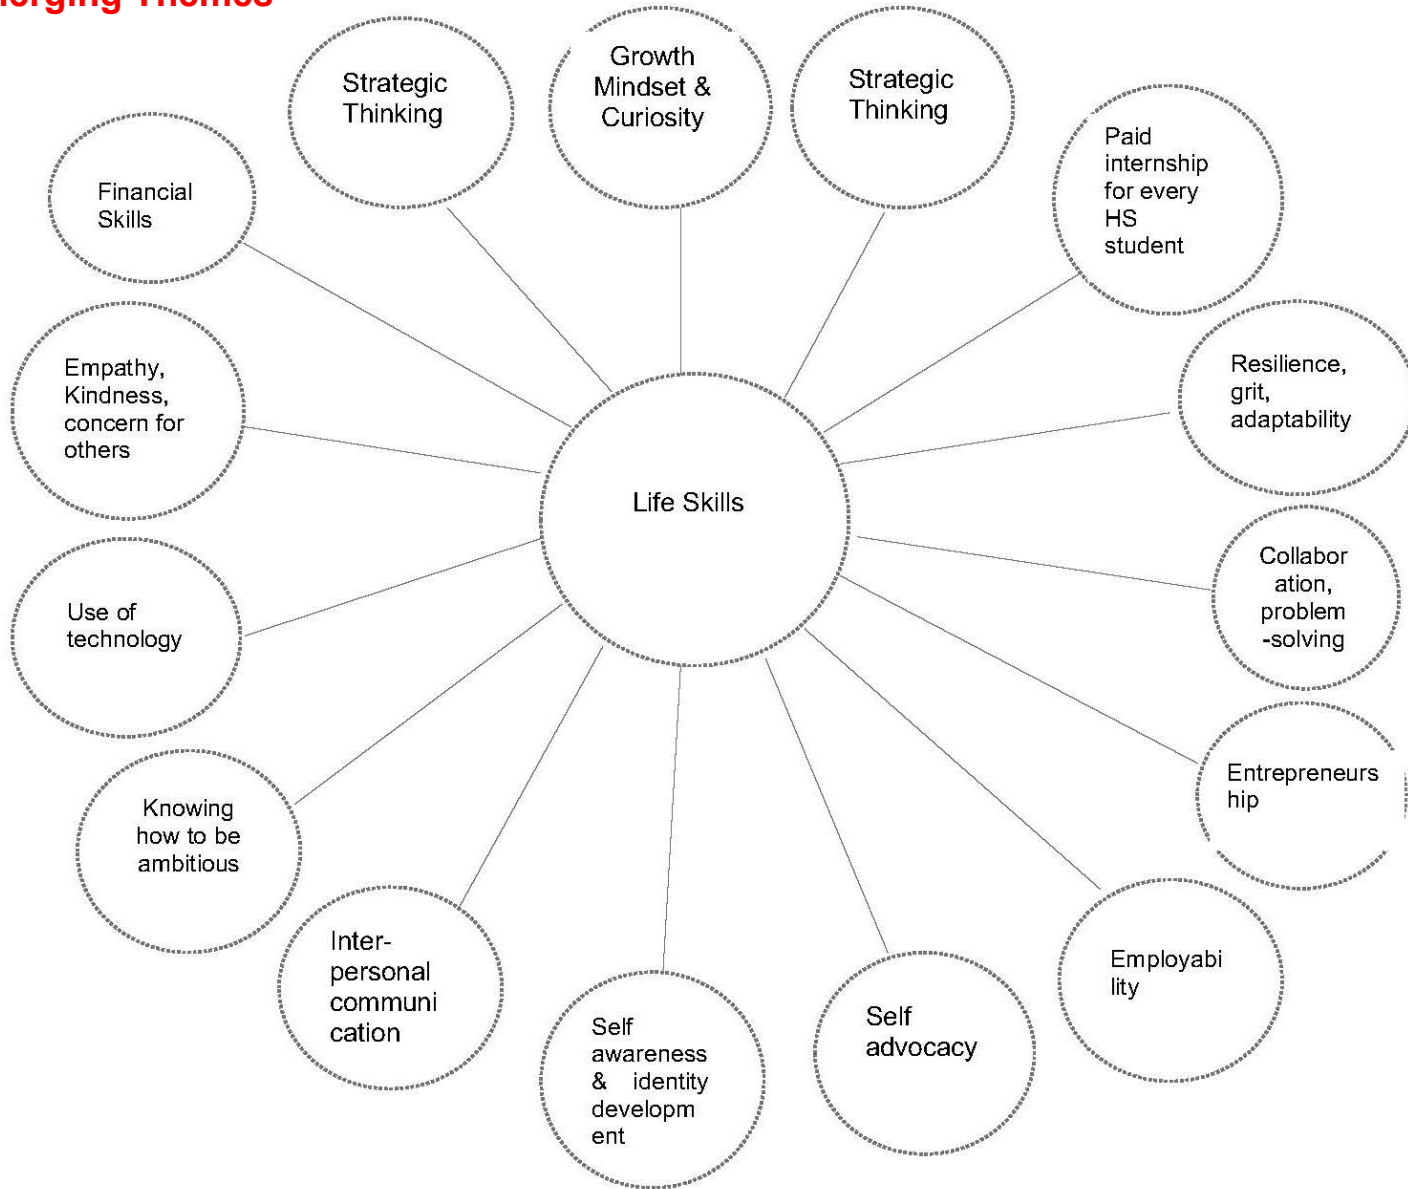 erging Themes
Strategic
Thinking
Growth
Mindset &
Curiosity
Strategic
Thinking
Paid
internship
for every
HS
student
Financial
Skills
Empathy,
Kindness,
concern for
others
Resilience,
grit,
adaptability
Life Skills
Collabor
ation,
problem
-solving
Use of
technology
Entrepreneurs
hip
Knowing
how to be
ambitious
Employabi
lity
Inter-
personal
communi
cation
Self
advocacy
Self
awareness
& identity
developm
ent